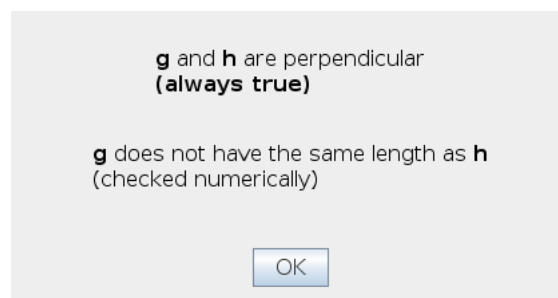 g and h are perpendicular
(always true)
g does not have the same length as h
(checked numerically)
OK